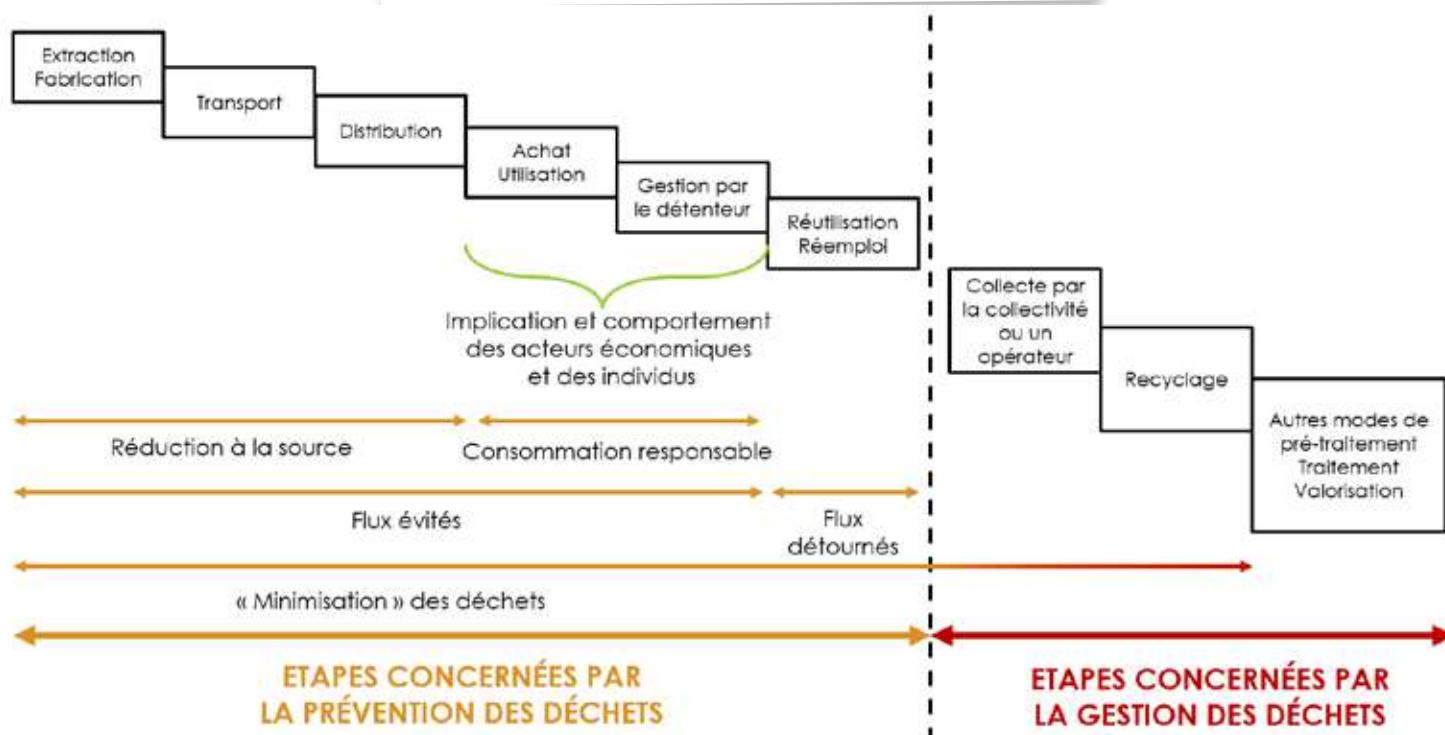 Extraction
Fabrication
Transport
Distribution
Achat
Utilisation
Gestion par
le détenteur
Réutilisation
Réemploi
Collecte par
la collectivité
ou un
opérateur
Recyclage
Autres modes de
pré-traitement
Traitement
Valorisation
Implication et comportement
des acteurs économiques
et des individus
Réduction à la source
Consommation responsable
Flux évités
Flux
détournés
« Minimisation » des déchets
ETAPES CONCERNÉES PAR
LA PRÉVENTION DES DÉCHETS
ETAPES CONCERNÉES PAR
LA GESTION DES DÉCHETS